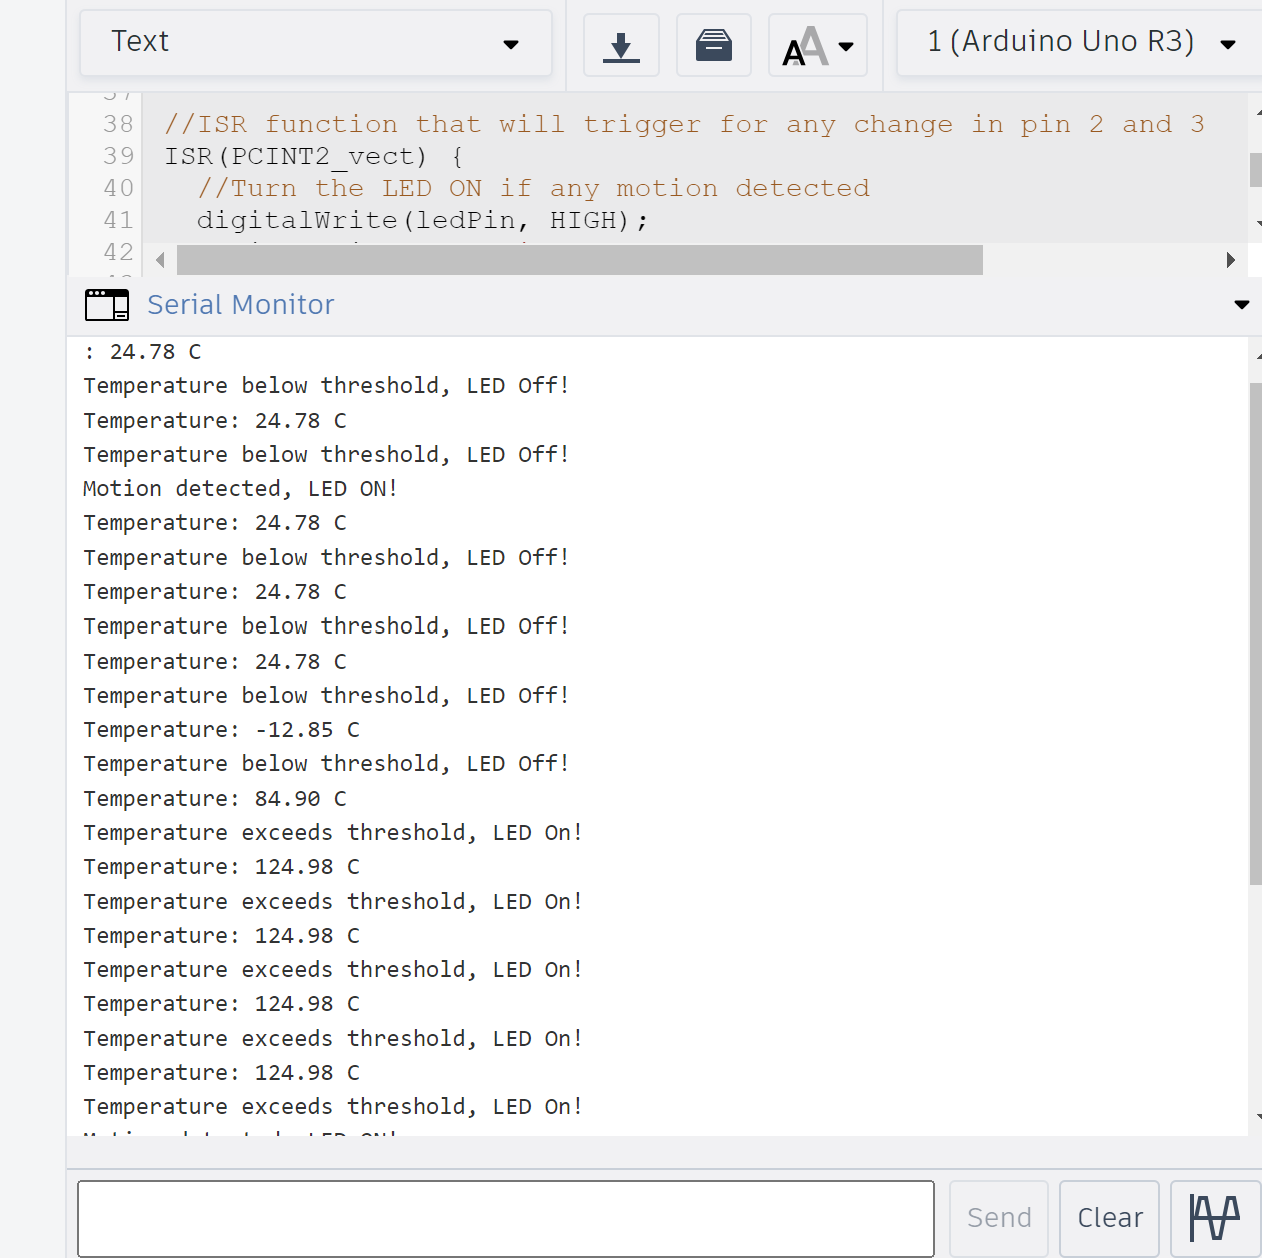 Text
1 (Arduino Uno R3)
37
38 //ISR function that will trigger for any change in pin 2 and 3
39 ISR(PCINT2_vect) {
40 //Turn the LED ON if any motion detected
41 digitalWrite(ledPin, HIGH);
42
Serial Monitor
: 24.78 C
Temperature below threshold, LED Off!
Temperature: 24.78 C
Temperature below threshold, LED Off!
Motion detected, LED ON!
Temperature: 24.78 C
Temperature below threshold, LED Off!
Temperature: 24.78 C
Temperature below threshold, LED Off!
Temperature: 24.78 C
Temperature below threshold, LED Off!
Temperature: -12.85 C
Temperature below threshold, LED Off!
Temperature: 84.90 C
Temperature exceeds threshold, LED On!
Temperature: 124.98 C
Temperature exceeds threshold, LED On!
Temperature: 124.98 C
Temperature exceeds threshold, LED On!
Temperature: 124.98 C
Temperature exceeds threshold, LED On!
Temperature: 124.98 C
Temperature exceeds threshold, LED On!
Motion detected, LED ON!
Send
Clear